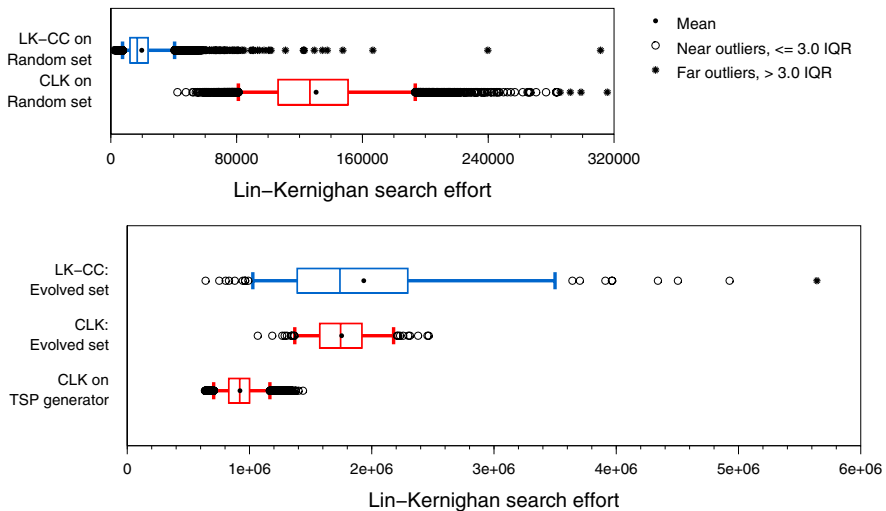 LK−CC on
Random set
CLK on
Random set
Mean
Near outliers, <= 3.0 IQR
Far outliers, > 3.0 IQR
0 80000 160000 240000 320000
Lin−Kernighan search effort
LK−CC:
Evolved set
CLK:
Evolved set
CLK on
TSP generator
0 1e+06 2e+06 3e+06 4e+06 5e+06 6e+06
Lin−Kernighan search effort